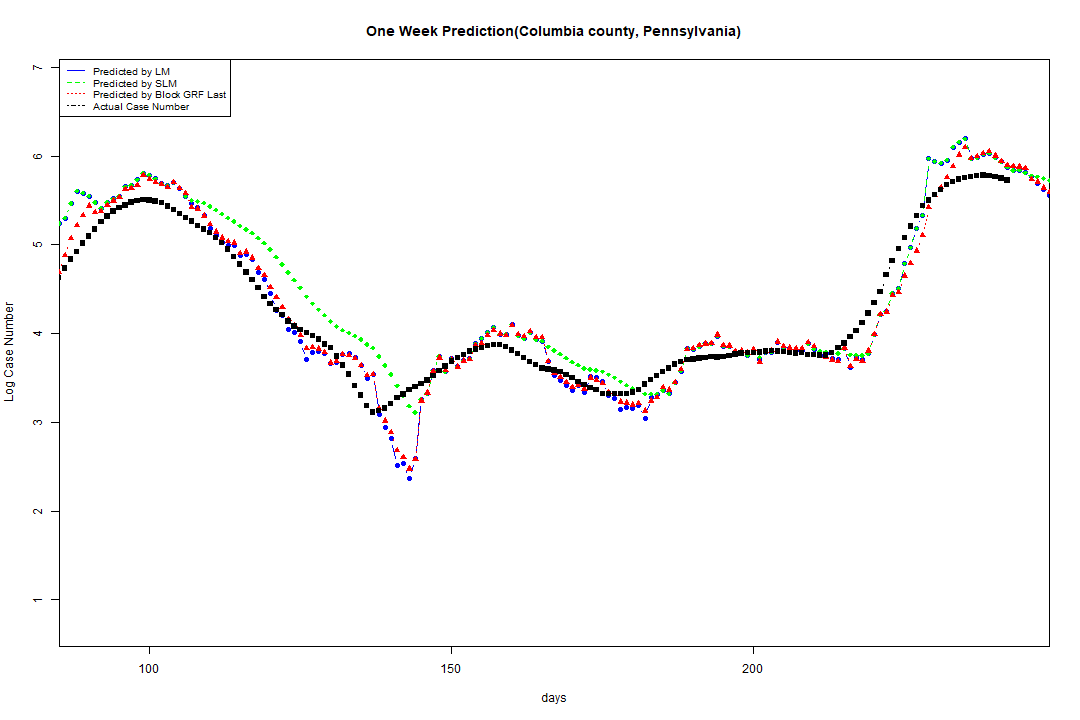 One Week Prediction(Columbia county, Pennsylvania)
Predicted by LM
Predicted by SLM
Predicted by Block GRF Last
Actual Case Number
7
6
5
4
3
2
1
Log Case Number
100 150 200
days